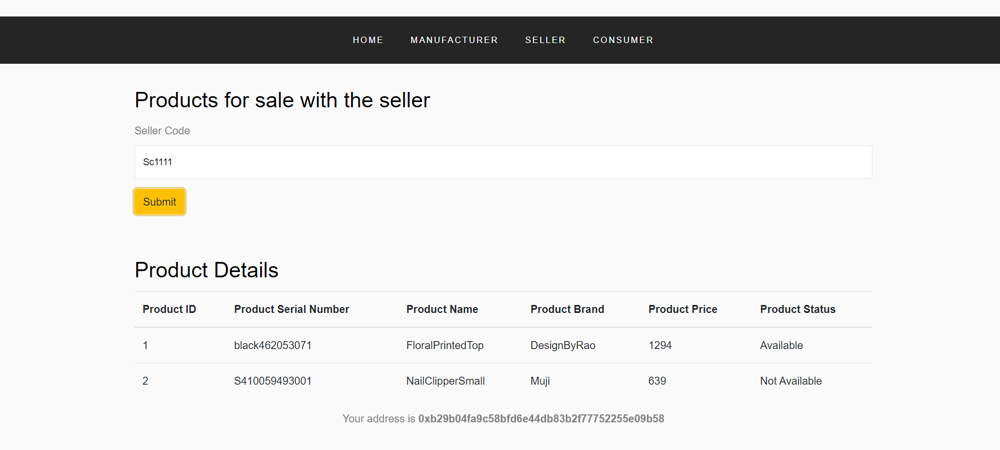 HOME MANUFACTURER SELLER CONSUMER
Products for sale with the seller
Seller Code
Sc1111
Submit
Product Details
Product ID Product Serial Number Product Name Product Brand Product Price Product Status
1 black462053071 FloralPrintedTop DesignByRao 1294 Available
2 S410059493001 NailClipperSmall Muji 639 Not Available
Your address is 0xb29b04fa9c58bfd6e44db83b2f77752255e09b58